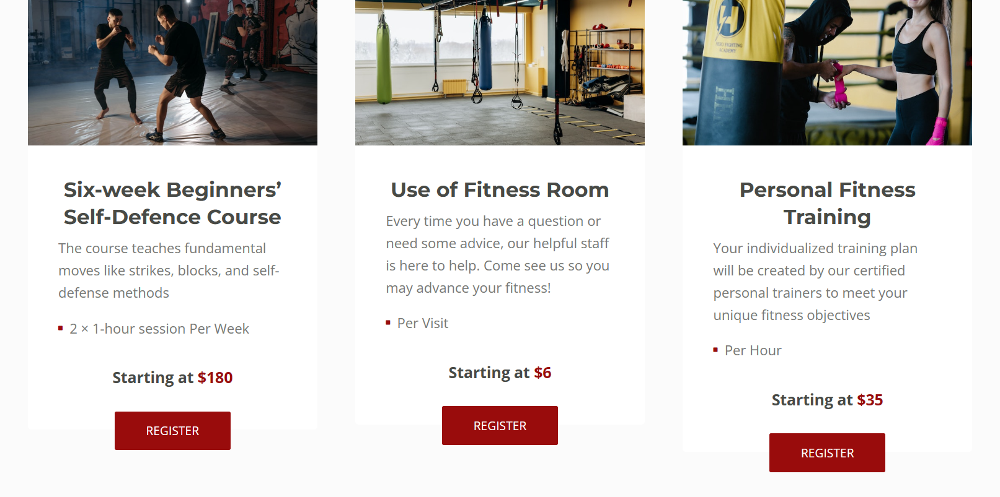 HERO FIGHTING
ACADEMY
Six-week Beginners’
Self-Defence Course
The course teaches fundamental
moves like strikes, blocks, and self-
defense methods
2 × 1-hour session Per Week
Starting at $180
REGISTER
Use of Fitness Room
Every time you have a question or
need some advice, our helpful staff
is here to help. Come see us so you
may advance your fitness!
Per Visit
Starting at $6
REGISTER
Personal Fitness
Training
Your individualized training plan
will be created by our certified
personal trainers to meet your
unique fitness objectives
Per Hour
Starting at $35
REGISTER